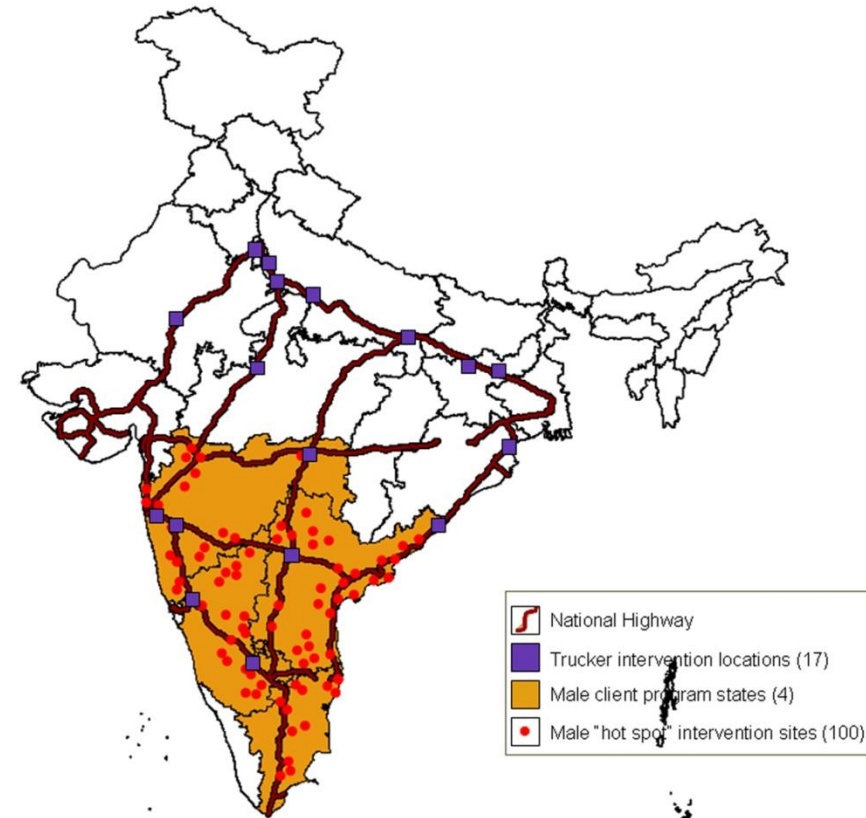 National Highway
Trucker intervention locations (17)
Male client program states (4)
Male "hot spot" intervention sites (100)